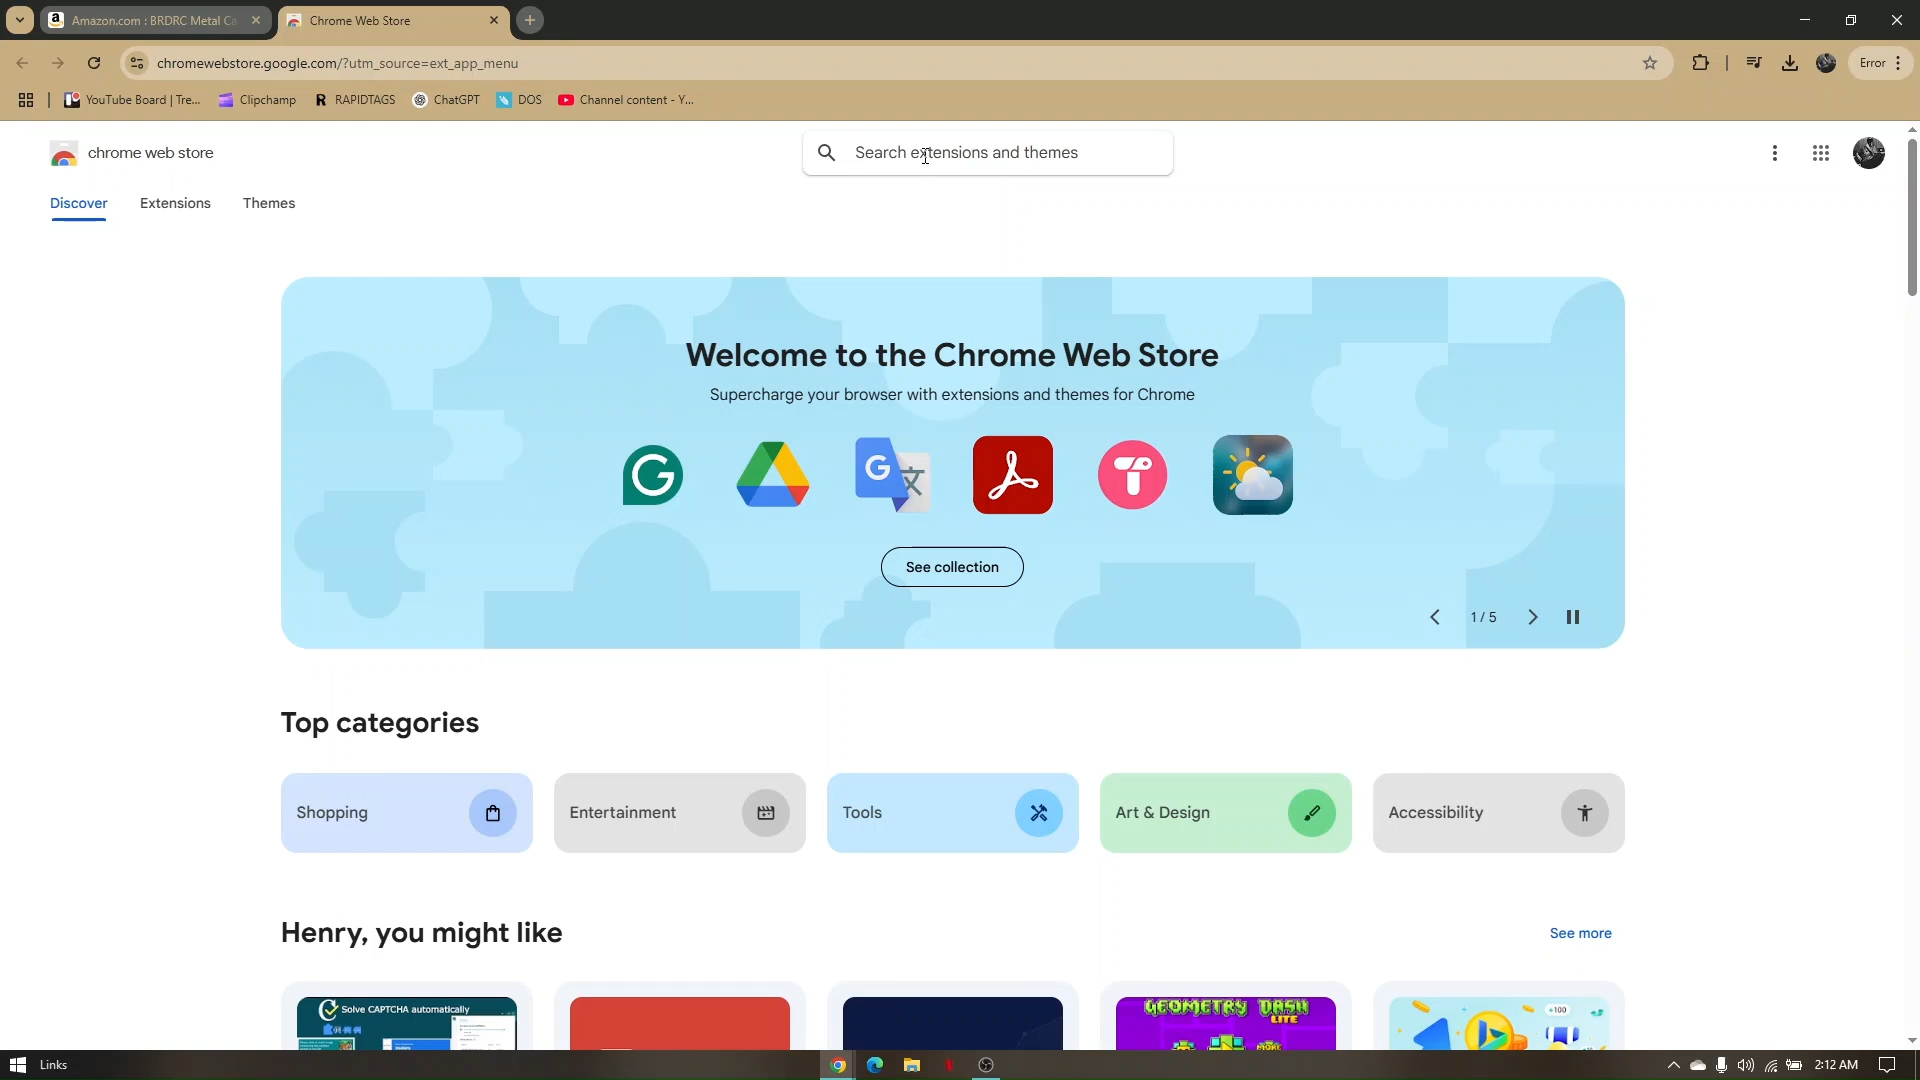 Amazon.com : BRDRC Metal Ca
Chrome Web Store
chromewebstore.google.com/?utm_source=ext_app_menu
Error
YouTube Board | Tre...
Clipchamp
RAPIDTAGS
ChatGPT
DOS
Channel content - Y...
chrome web store
Search extensions and themes
Discover
Extensions
Themes
Welcome to the Chrome Web Store
Supercharge your browser with extensions and themes for Chrome
See collection
1 / 5
Top categories
Shopping
Entertainment
Tools
Art & Design
Accessibility
Henry, you might like
See more
Solve CAPTCHA automatically
GEOMETRY DASH
LITE
+100
Links
2:12 AM